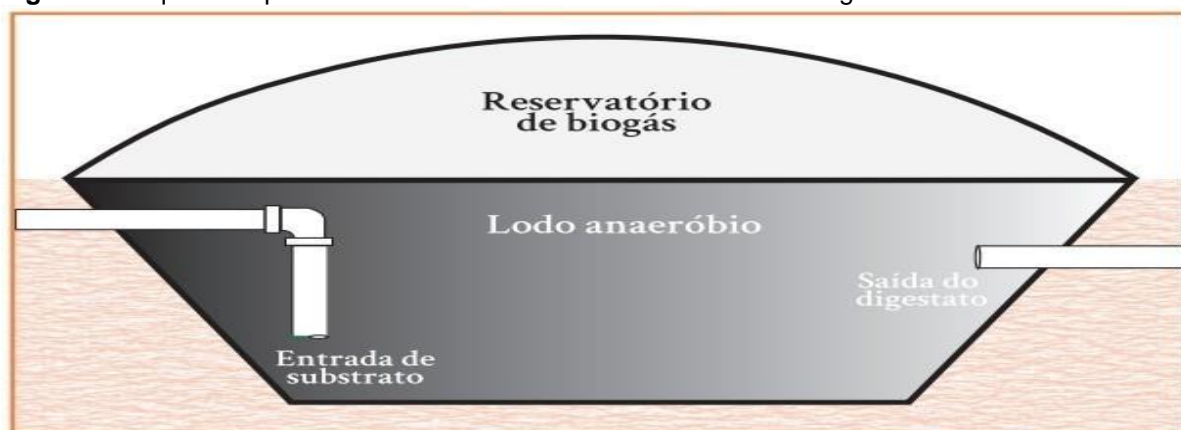 Reservatório
de biogás
Lodo anaeróbio
Saída do
digestato
Entrada de
substrato